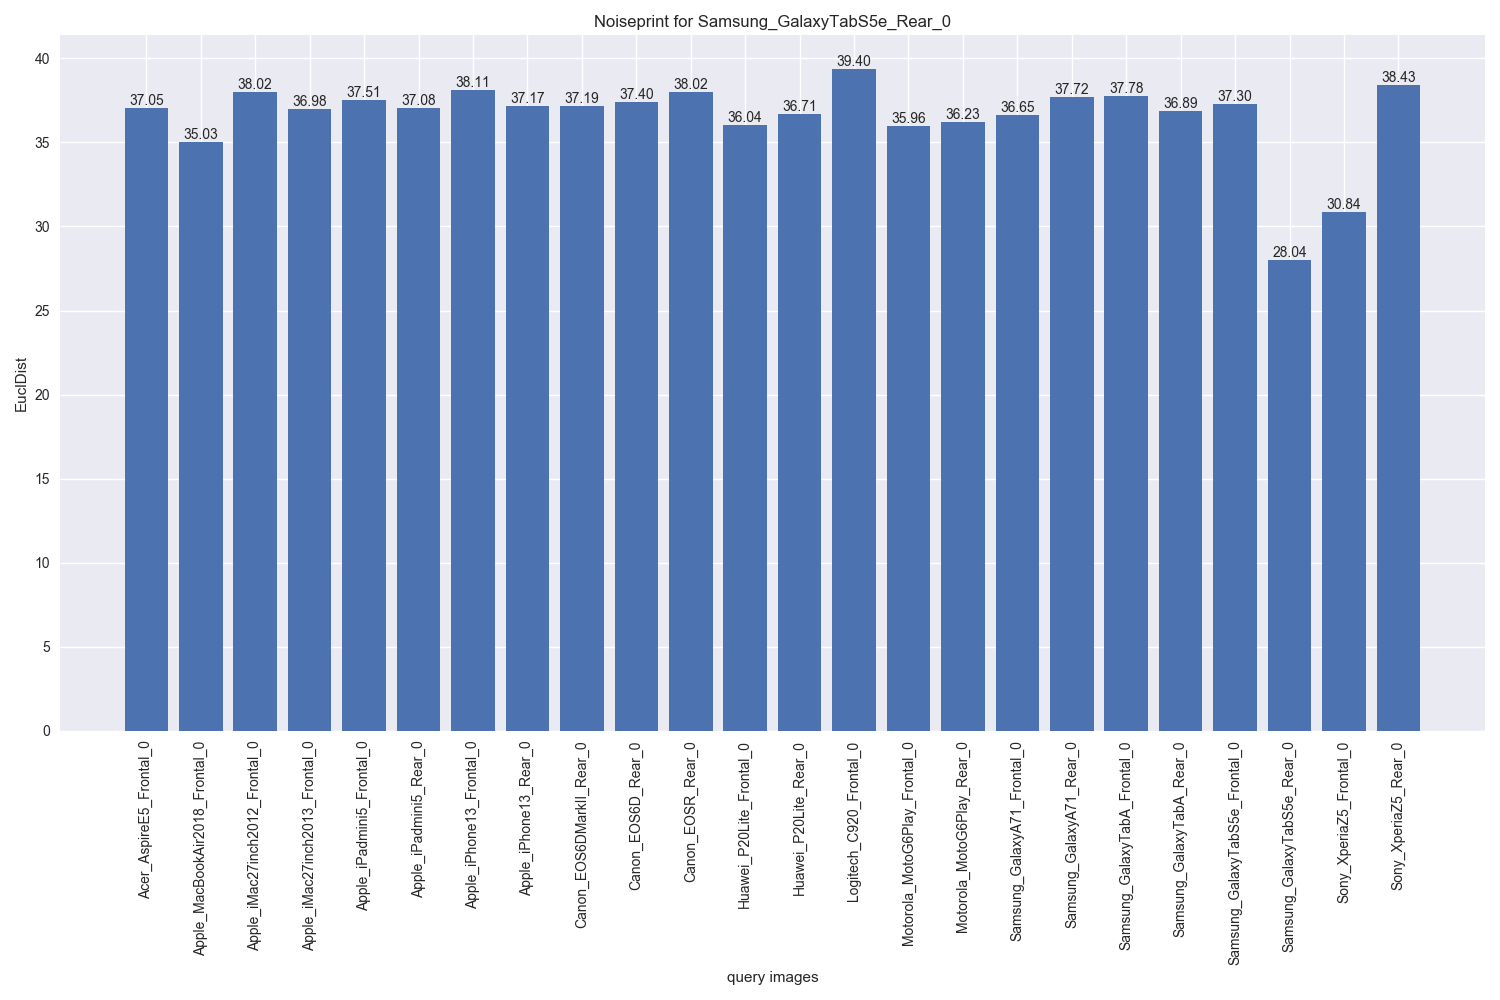 Noiseprint for Samsung_GalaxyTabS5e_Rear_0
EuclDist
40
35
30
25
20
15
10
5
0
37.05
35.03
38.02
36.98
37.51
37.08
38.11
37.17
37.19
37.40
38.02
36.04
36.71
39.40
35.96
36.23
36.65
37.72
37.78
36.89
37.30
28.04
30.84
38.43
Acer_AspireE5_Frontal_0
Apple_MacBookAir2018_Frontal_0
Apple_iMac27inch2012_Frontal_0
Apple_iMac27inch2013_Frontal_0
Apple_iPadmini5_Frontal_0
Apple_iPadmini5_Rear_0
Apple_iPhone13_Frontal_0
Apple_iPhone13_Rear_0
Canon_EOS6DMarkII_Rear_0
Canon_EOS6D_Rear_0
Canon_EOSR_Rear_0
Huawei_P20Lite_Frontal_0
Huawei_P20Lite_Rear_0
Logitech_C920_Frontal_0
Motorola_MotoG6Play_Frontal_0
Motorola_MotoG6Play_Rear_0
Samsung_GalaxyA71_Frontal_0
Samsung_GalaxyA71_Rear_0
Samsung_GalaxyTabA_Frontal_0
Samsung_GalaxyTabA_Rear_0
Samsung_GalaxyTabS5e_Frontal_0
Samsung_GalaxyTabS5e_Rear_0
Sony_XperiaZ5_Frontal_0
Sony_XperiaZ5_Rear_0
query images